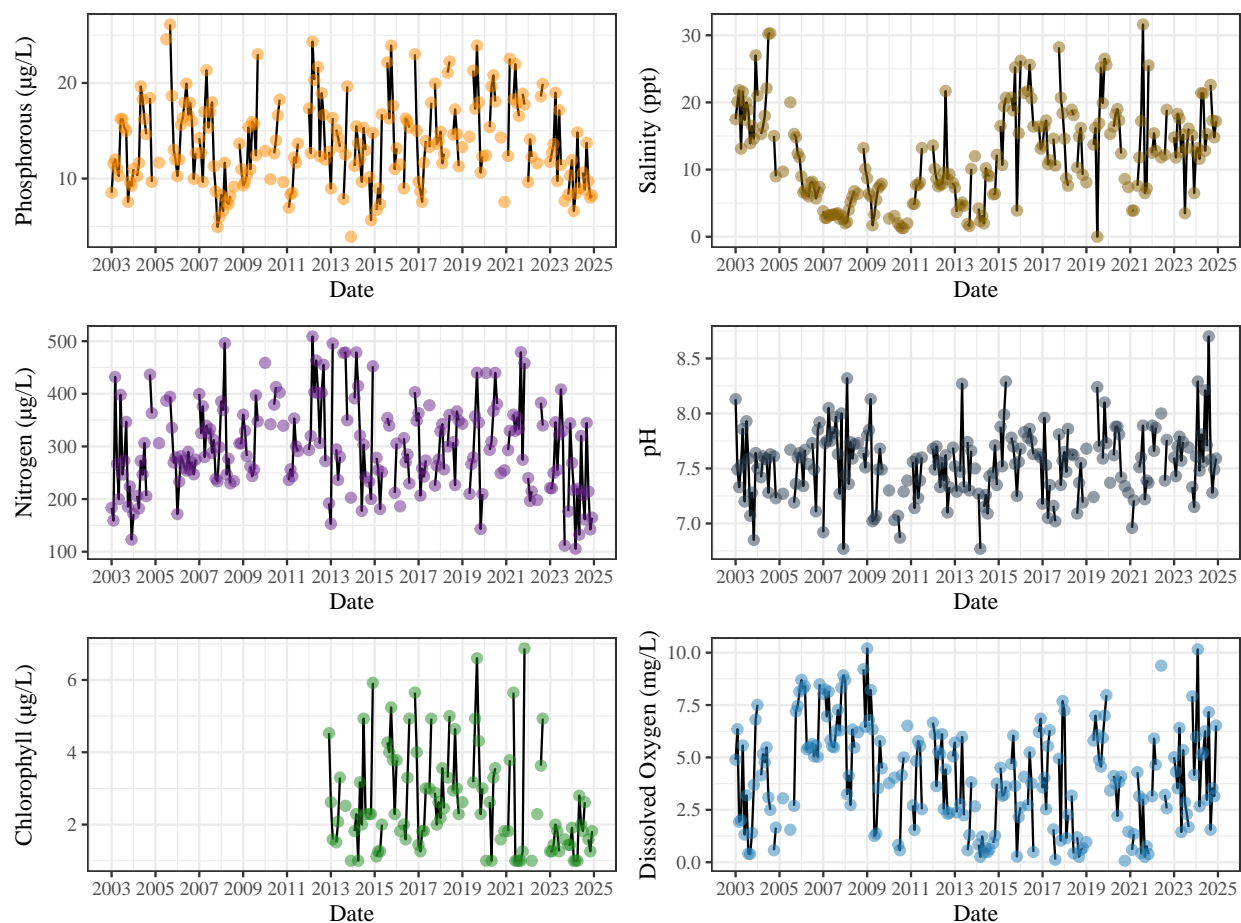 Phosphorous (μg/L)
20
10
2003 2005 2007 2009 2011 2013 2015 2017 2019 2021 2023 2025
Date
Salinity (ppt)
30
20
10
0
2003 2005 2007 2009 2011 2013 2015 2017 2019 2021 2023 2025
Date
Nitrogen (μg/L)
500
400
300
200
100
2003 2005 2007 2009 2011 2013 2015 2017 2019 2021 2023 2025
Date
pH
8.5
8.0
7.5
7.0
2003 2005 2007 2009 2011 2013 2015 2017 2019 2021 2023 2025
Date
Chlorophyll (μg/L)
6
4
2
2003 2005 2007 2009 2011 2013 2015 2017 2019 2021 2023 2025
Date
Dissolved Oxygen (mg/L)
10.0
7.5
5.0
2.5
0.0
2003 2005 2007 2009 2011 2013 2015 2017 2019 2021 2023 2025
Date